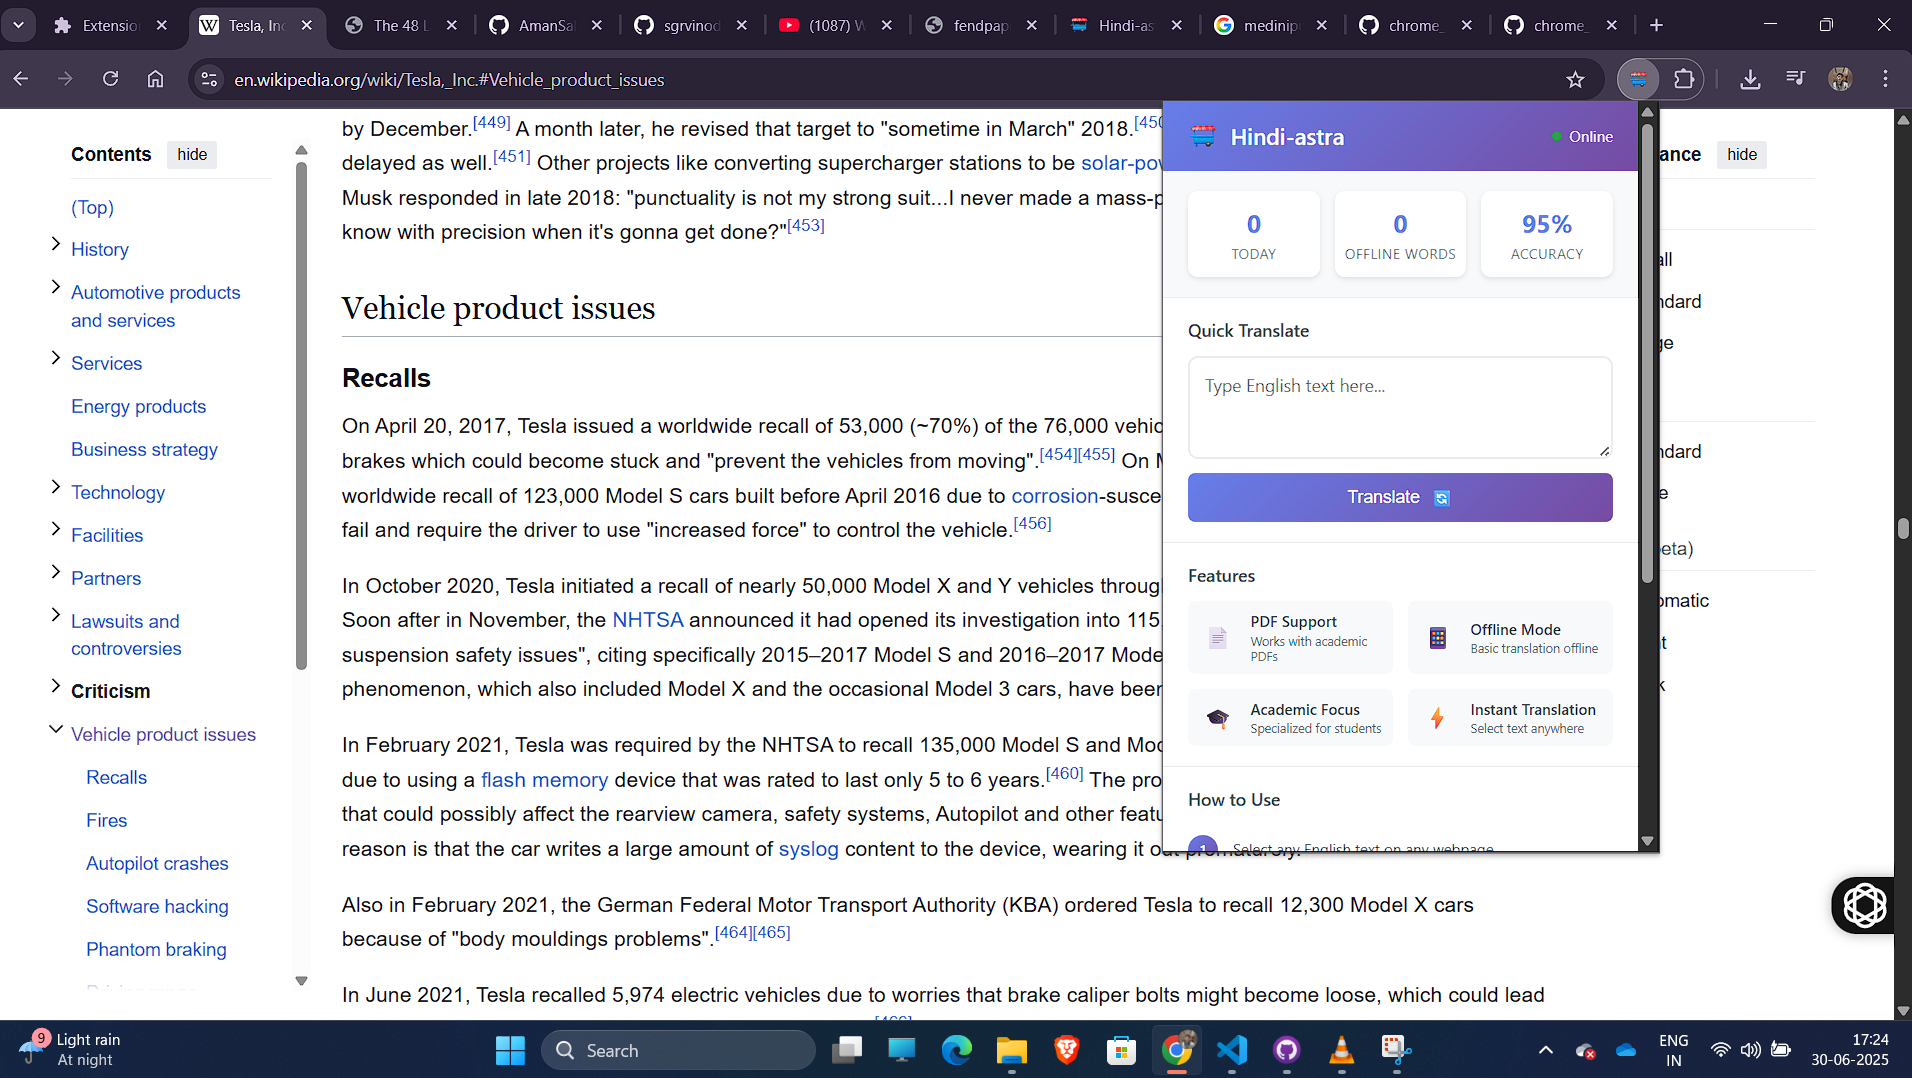 Extensio
Tesla, Inc
The 48 L
AmanSa
sgrvinod
(1087) W
fendpap
Hindi-as
medinip
chrome_
chrome_
en.wikipedia.org/wiki/Tesla,_Inc.#Vehicle_product_issues
Contents hide
(Top)
History
Automotive products
and services
Services
Energy products
Business strategy
Technology
Facilities
Partners
Lawsuits and
controversies
Criticism
Vehicle product issues
Recalls
Fires
Autopilot crashes
Software hacking
Phantom braking
by December.[449] A month later, he revised that target to "sometime in March" 2018.[450
delayed as well.[451] Other projects like converting supercharger stations to be solar-pow
Musk responded in late 2018: "punctuality is not my strong suit...I never made a mass-p
know with precision when it's gonna get done?"[453]
Vehicle product issues
Recalls
On April 20, 2017, Tesla issued a worldwide recall of 53,000 (~70%) of the 76,000 vehic
brakes which could become stuck and "prevent the vehicles from moving".[454][455] On M
worldwide recall of 123,000 Model S cars built before April 2016 due to corrosion-susce
fail and require the driver to use "increased force" to control the vehicle.[456]
In October 2020, Tesla initiated a recall of nearly 50,000 Model X and Y vehicles throug
Soon after in November, the NHTSA announced it had opened its investigation into 115,
suspension safety issues", citing specifically 2015–2017 Model S and 2016–2017 Mode
phenomenon, which also included Model X and the occasional Model 3 cars, have been
In February 2021, Tesla was required by the NHTSA to recall 135,000 Model S and Mod
due to using a flash memory device that was rated to last only 5 to 6 years.[460] The pro
that could possibly affect the rearview camera, safety systems, Autopilot and other featu
reason is that the car writes a large amount of syslog content to the device, wearing it out prematurely.
Also in February 2021, the German Federal Motor Transport Authority (KBA) ordered Tesla to recall 12,300 Model X cars
because of "body mouldings problems".[464][465]
In June 2021, Tesla recalled 5,974 electric vehicles due to worries that brake caliper bolts might become loose, which could lead
Hindi-astra
Online
0
TODAY
0
OFFLINE WORDS
95%
ACCURACY
Quick Translate
Type English text here...
Translate
Features
PDF Support
Works with academic
PDFs
Offline Mode
Basic translation offline
Academic Focus
Specialized for students
Instant Translation
Select text anywhere
How to Use
1 Select any English text on any webpage
ance hide
all
ndard
ge
ndard
e
eta)
omatic
t
k
9
Light rain
At night
Search
ENG
IN
17:24
30-06-2025